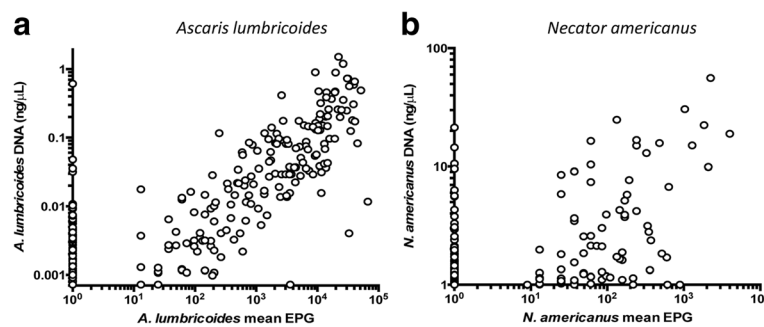 a
Ascaris lumbricoides
A. lumbricoides DNA (ng/µL)
1
0.1
0.01
0.001
10⁰ 10¹ 10² 10³ 10⁴ 10⁵
A. lumbricoides mean EPG
b
Necator americanus
N. americanus DNA (ng/µL)
100
10
1
10⁰ 10¹ 10² 10³
N. americanus mean EPG